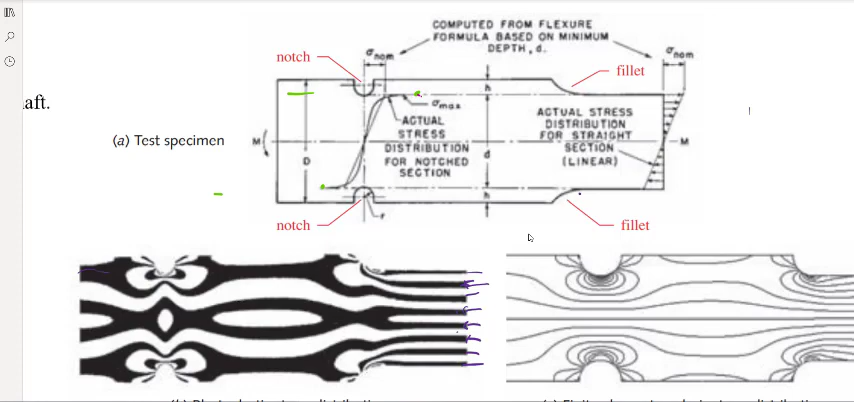 COMPUTED FROM FLEXURE
FORMULA BASED ON MINIMUM
DEPTH, d.
σnom
σnom
notch
fillet
aft.
h
σmax
ACTUAL
STRESS
DISTRIBUTION
FOR NOTCHED
SECTION
ACTUAL STRESS
DISTRIBUTION
FOR STRAIGHT
SECTION
(LINEAR)
(a) Test specimen
M
D
d
M
h
r
notch
fillet